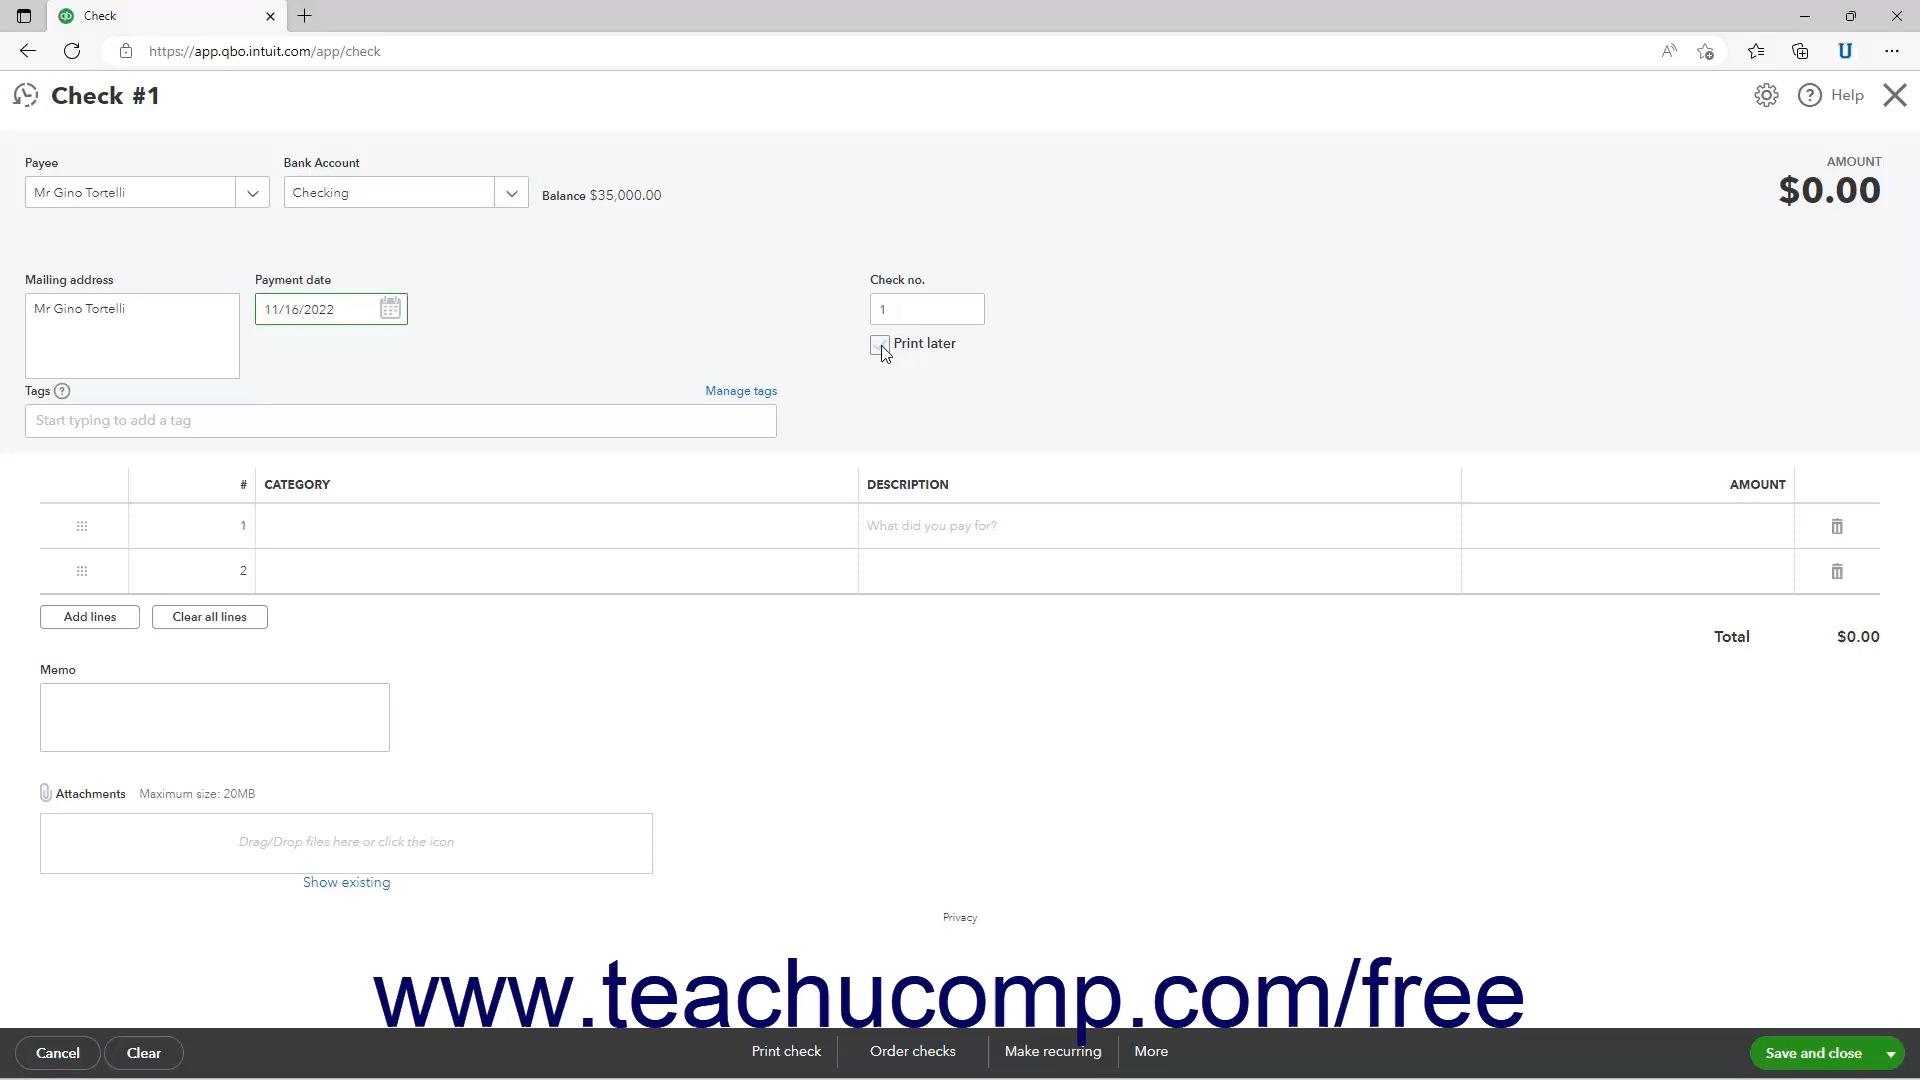 Check
https://app.qbo.intuit.com/app/check
Check #1
Help
Payee
Bank Account
AMOUNT
Mr Gino Tortelli
Checking
Balance $35,000.00
$0.00
Mailing address
Payment date
Check no.
Mr Gino Tortelli
11/16/2022
1
Print later
Tags
Manage tags
Start typing to add a tag
# CATEGORY DESCRIPTION AMOUNT
1 What did you pay for?
2
Add lines
Clear all lines
Total $0.00
Memo
Attachments Maximum size: 20MB
Drag/Drop files here or click the icon
Show existing
Privacy
www.teachucomp.com/free
Cancel
Clear
Print check
Order checks
Make recurring
More
Save and close